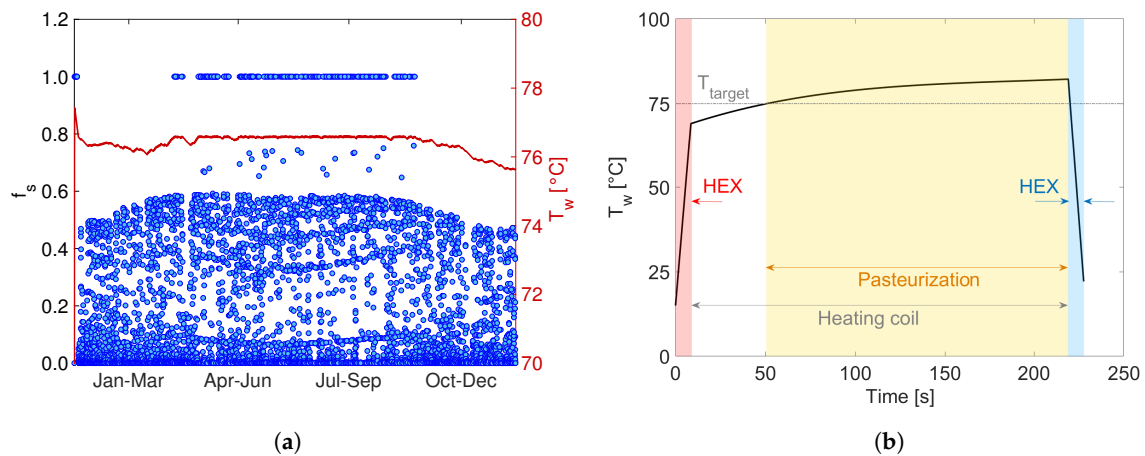 1.2
1.0
0.8
0.6
0.4
0.2
0.0
f_s
80
78
76
74
72
70
T_w [°C]
Jan-Mar Apr-Jun Jul-Sep Oct-Dec
(a)
100
75
50
25
0
T_w [°C]
T_target
HEX
HEX
Pasteurization
Heating coil
0 50 100 150 200 250
Time [s]
(b)